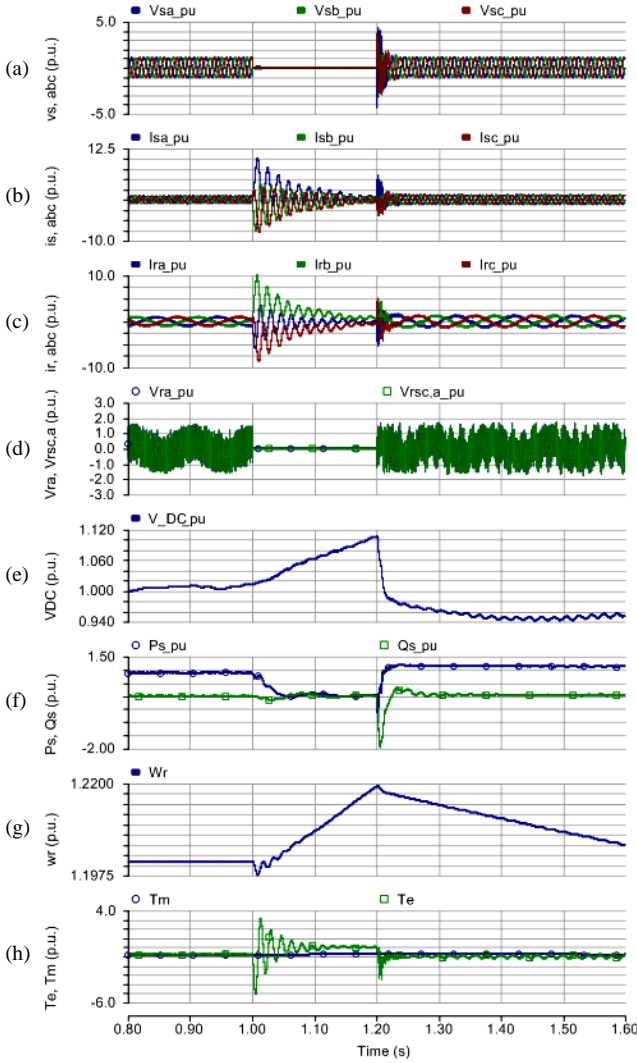 Vsa_pu Vsb_pu Vsc_pu
5.0
(a)
vs, abc (p.u.)
-5.0
Isa_pu Isb_pu Isc_pu
12.5
(b)
is, abc (p.u.)
-10.0
Ira_pu Irb_pu Irc_pu
10.0
(c)
ir, abc (p.u.)
-10.0
Vra_pu Vrsc,a_pu
3.0
2.0
1.0
(d)
Vra, Vrsc,a (p.u.)
0.0
-1.0
-2.0
-3.0
V_DC_pu
1.120
1.060
(e)
VDC (p.u.)
1.000
0.940
Ps_pu Qs_pu
1.50
(f)
Ps, Qs (p.u.)
-2.00
Wr
1.2200
(g)
wr (p.u.)
1.1975
Tm Te
4.0
(h)
Te, Tm (p.u.)
-6.0
0.80 0.90 1.00 1.10 1.20 1.30 1.40 1.50 1.60
Time (s)